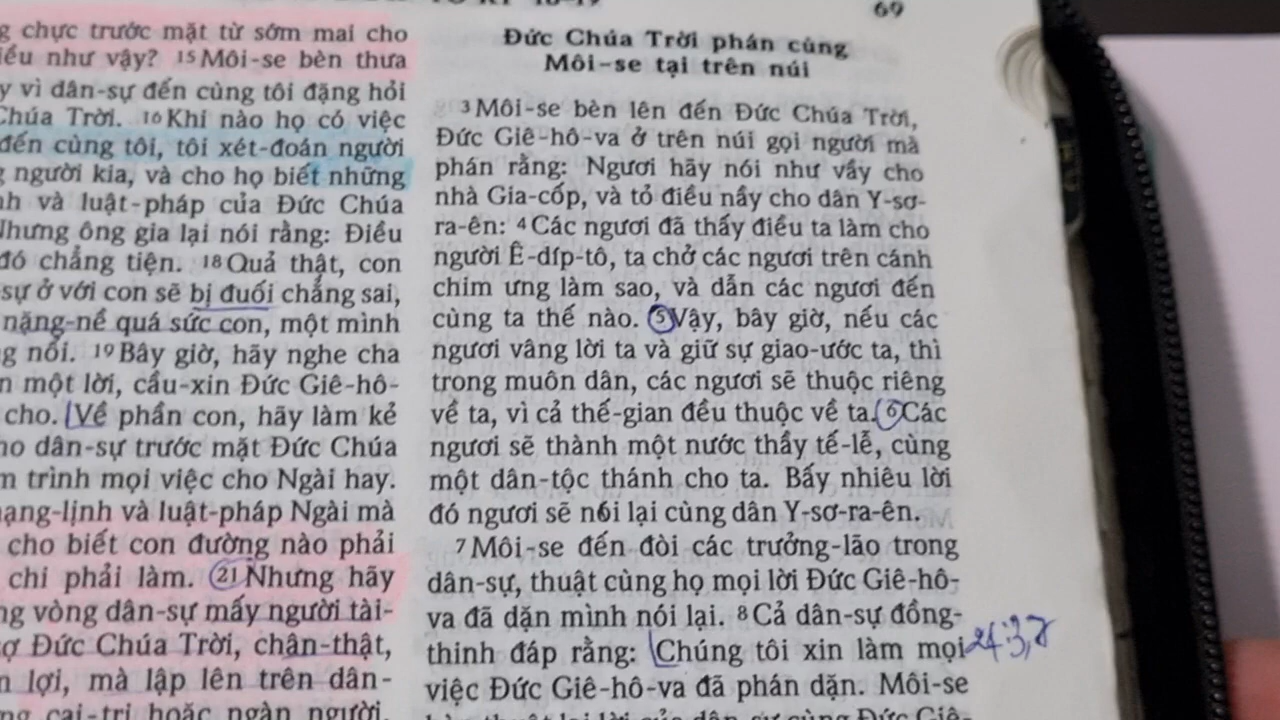 69
chực trước mặt từ sớm mai cho
như vậy? 15 Môi-se bèn thưa
vì dân-sự đến cùng tôi đặng hỏi
Chúa Trời. 16 Khi nào họ có việc
đến cùng tôi, tôi xét-đoán người
người kia, và cho họ biết những
và luật-pháp của Đức Chúa
Nhưng ông gia lại nói rằng: Điều
đó chẳng tiện. 18 Quả thật, con
sự ở với con sẽ bị đuối chẳng sai,
nặng-nề quá sức con, một mình
nổi. 19 Bây giờ, hãy nghe cha
một lời, cầu-xin Đức Giê-hô-
cho. Về phần con, hãy làm kẻ
dân-sự trước mặt Đức Chúa
trình mọi việc cho Ngài hay.
và luật-pháp Ngài mà
cho biết con đường nào phải
chi phải làm. 21 Nhưng hãy
vòng dân-sự mấy người tài-
Đức Chúa Trời, chân-thật,
lợi, mà lập lên trên dân-
cai-trị hoặc ngàn người,
Đức Chúa Trời phán cùng
Môi-se tại trên núi
3 Môi-se bèn lên đến Đức Chúa Trời,
Đức Giê-hô-va ở trên núi gọi người mà
phán rằng: Ngươi hãy nói như vầy cho
nhà Gia-cốp, và tỏ điều nầy cho dân Y-sơ-
ra-ên: 4 Các ngươi đã thấy điều ta làm cho
người Ê-díp-tô, ta chở các ngươi trên cánh
chim ưng làm sao, và dẫn các ngươi đến
cùng ta thế nào. 5 Vậy, bây giờ, nếu các
ngươi vâng lời ta và giữ sự giao-ước ta, thì
trong muôn dân, các ngươi sẽ thuộc riêng
về ta, vì cả thế-gian đều thuộc về ta. 6 Các
ngươi sẽ thành một nước thầy tế-lễ, cùng
một dân-tộc thánh cho ta. Bấy nhiêu lời
đó ngươi sẽ nói lại cùng dân Y-sơ-ra-ên.
7 Môi-se đến đòi các trưởng-lão trong
dân-sự, thuật cùng họ mọi lời Đức Giê-hô-
va đã dặn mình nói lại. 8 Cả dân-sự đồng-
thinh đáp rằng: Chúng tôi xin làm mọi 24:3,7
việc Đức Giê-hô-va đã phán dặn. Môi-se